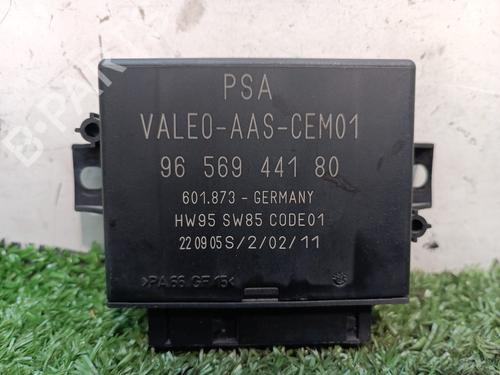 PSA
VALEO-AAS-CEM01
96 569 441 80
601.873 - GERMANY
HW95 SW85 CODE01
220905S/2/02/11
>PA66 GF15<
B-PARTS